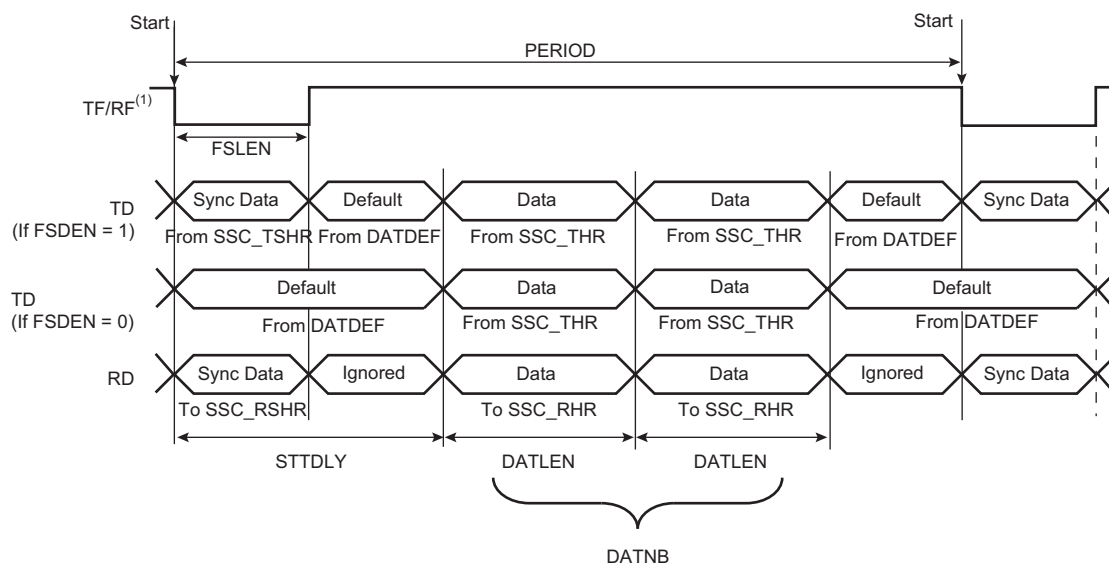 Start
Start
PERIOD
TF/RF(1)
FSLEN
TD
(If FSDEN = 1)
Sync Data
Default
Data
Data
Default
Sync Data
From SSC_TSHR
From DATDEF
From SSC_THR
From SSC_THR
From DATDEF
TD
(If FSDEN = 0)
Default
Data
Data
Default
From DATDEF
From SSC_THR
From SSC_THR
From DATDEF
RD
Sync Data
Ignored
Data
Data
Ignored
Sync Data
To SSC_RSHR
To SSC_RHR
To SSC_RHR
STTDLY
DATLEN
DATLEN
DATNB